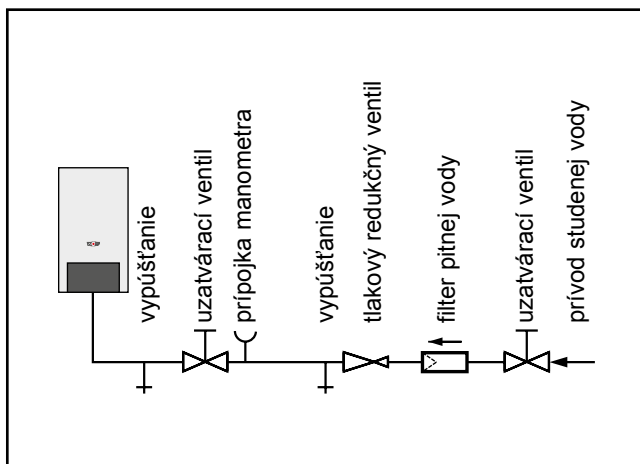 vypúšťanie
uzatvárací ventil
prípojka manometra
vypúšťanie
tlakový redukčný ventil
filter pitnej vody
uzatvárací ventil
prívod studenej vody